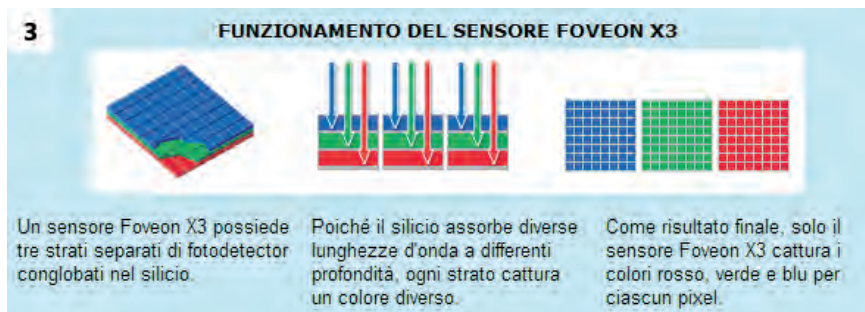 3
FUNZIONAMENTO DEL SENSORE FOVEON X3
Un sensore Foveon X3 possiede
tre strati separati di fotodetector
conglobati nel silicio.
Poiché il silicio assorbe diverse
lunghezze d'onda a differenti
profondità, ogni strato cattura
un colore diverso.
Come risultato finale, solo il
sensore Foveon X3 cattura i
colori rosso, verde e blu per
ciascun pixel.